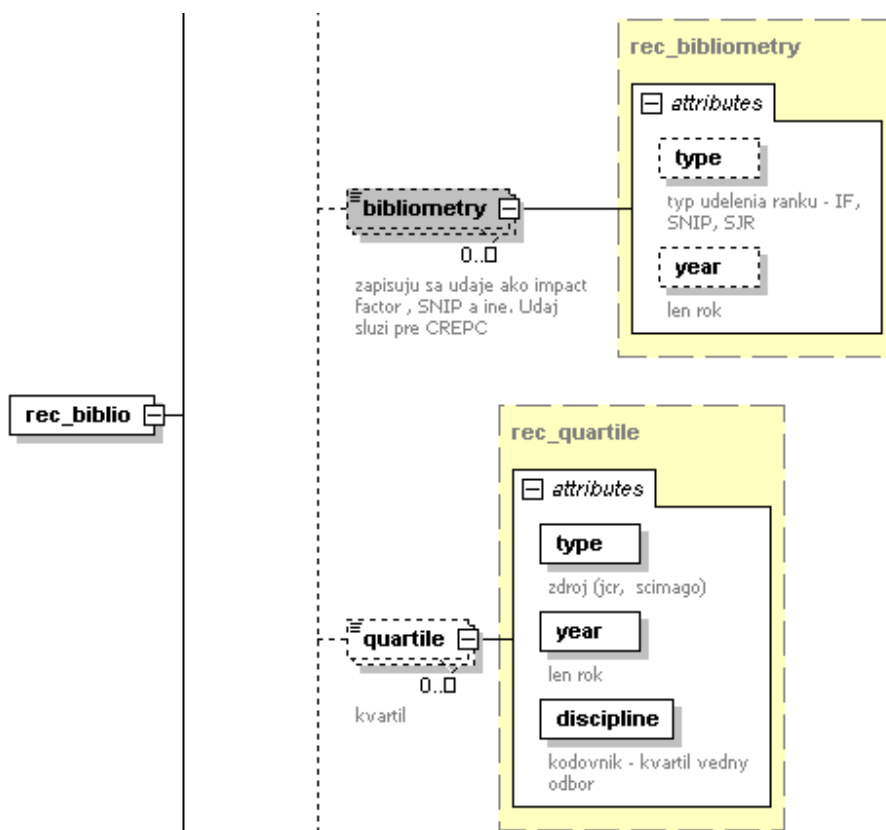 rec_bibliometry
attributes
type
typ udelenia ranku - IF,
SNIP, SJR
year
len rok
bibliometry
0..
zapisuju sa udaje ako impact
factor , SNIP a ine. Udaj
sluzi pre CREPC
rec_biblio
rec_quartile
attributes
type
zdroj (jcr, scimago)
year
len rok
discipline
kodovnik - kvartil vedny
odbor
quartile
0..
kvartil